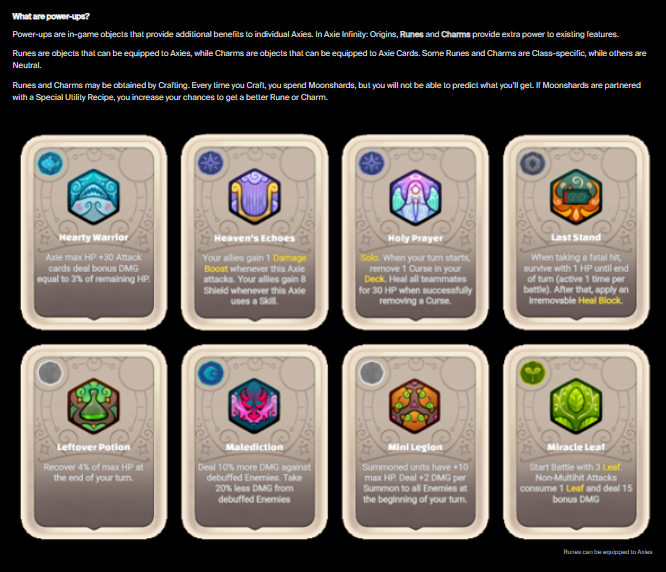 What are power-ups?
Power-ups are in-game objects that provide additional benefits to individual Axies. In Axie Infinity: Origins, Runes and Charms provide extra power to existing features.
Runes are objects that can be equipped to Axies, while Charms are objects that can be equipped to Axie Cards. Some Runes and Charms are Class-specific, while others are
Neutral.
Runes and Charms may be obtained by Crafting. Every time you Craft, you spend Moonshards, but you will not be able to predict what you'll get. If Moonshards are partnered
with a Special Utility Recipe, you increase your chances to get a better Rune or Charm.
Hearty Warrior
Axie max HP +30 Attack
cards deal bonus DMG
equal to 3% of remaining HP.
Heaven's Echoes
Your allies gain 1 Damage
Boost whenever this Axie
attacks. Your allies gain 8
Shield whenever this Axie
uses a Skill.
Holy Prayer
Solo. When your turn starts,
remove 1 Curse in your
Deck. Heal all teammates
for 30 HP when successfully
removing a Curse.
Last Stand
When taking a fatal hit,
survive with 1 HP until end
of turn (active 1 time per
battle). After that, apply an
Irremovable Heal Block.
Leftover Potion
Recover 4% of max HP at
the end of your turn.
Malediction
Deal 10% more DMG against
debuffed Enemies. Take
20% less DMG from
debuffed Enemies
Mini Legion
Summoned units have +10
max HP. Deal +2 DMG per
Summon to all Enemies at
the beginning of your turn.
Miracle Leaf
Start Battle with 3 Leaf.
Non-Multihit Attacks
consume 1 Leaf and deal 15
bonus DMG
Runes can be equipped to Axies